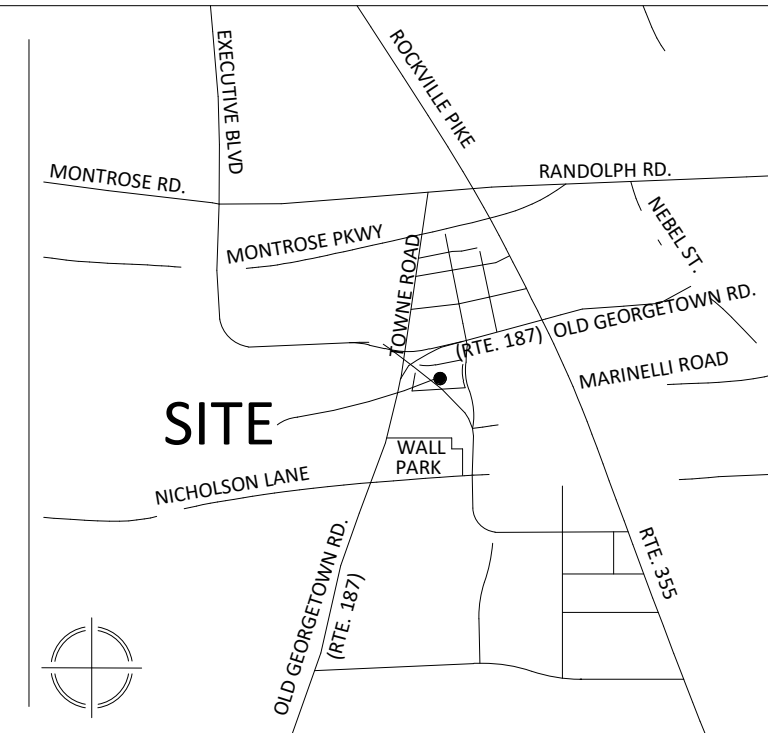 EXECUTIVE BLVD
ROCKVILLE PIKE
MONTROSE RD.
RANDOLPH RD.
NEBEL ST.
MONTROSE PKWY
TOWNE ROAD
(RTE. 187) OLD GEORGETOWN RD.
MARINELLI ROAD
SITE
WALL
PARK
NICHOLSON LANE
OLD GEORGETOWN RD.
(RTE. 187)
RTE. 355